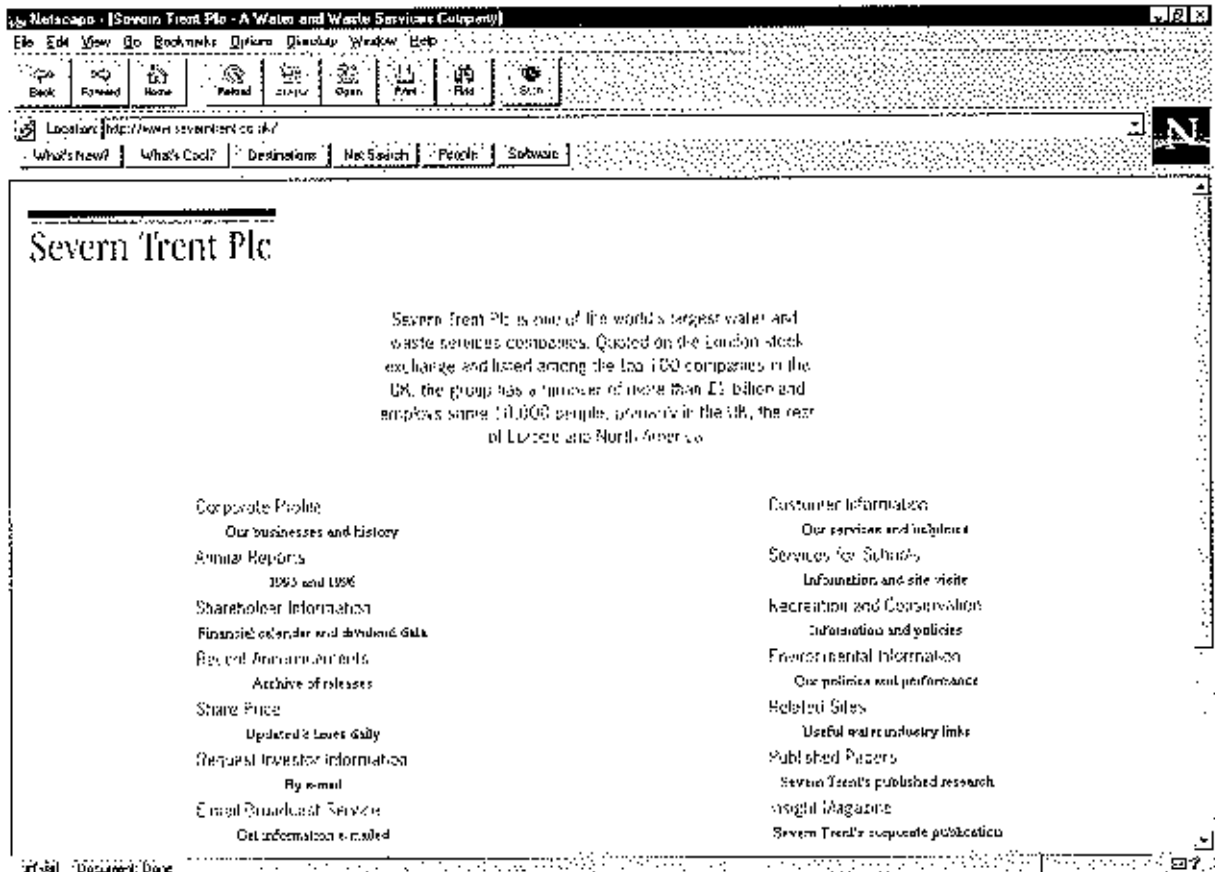 Netscape - [Severn Trent Plc - A Water and Waste Services Company]
File Edit View Go Bookmarks Options Directory Window Help
Back Forward Home Reload Open Print Find Stop
Location: http://www.severntrent.co.uk/
What's New? What's Cool? Destinations Net Search People Software
N
Severn Trent Plc
Severn Trent Plc is one of the world's largest water and
waste services companies. Quoted on the London stock
exchange and listed among the top 100 companies in the
UK, the group has a turnover of more than and
employs some people, primarily in the UK, the rest
of Europe and North America
Corporate Profile
Our businesses and history
Annual Reports
1995 and 1996
Shareholder Information
Financial calendar and dividend data
Recent Announcements
Archive of releases
Share Price
Updated times daily
Request Investor Information
By e-mail
E-mail Broadcast Service
Get information e-mailed
Customer Information
Our services and helplines
Services for Schools
Information and site visits
Recreation and Conservation
Information and policies
Environmental Information
Our policies and performance
Related Sites
Useful water industry links
Published Papers
Severn Trent's published research
Insight Magazine
Severn Trent's corporate publication
Document: Done